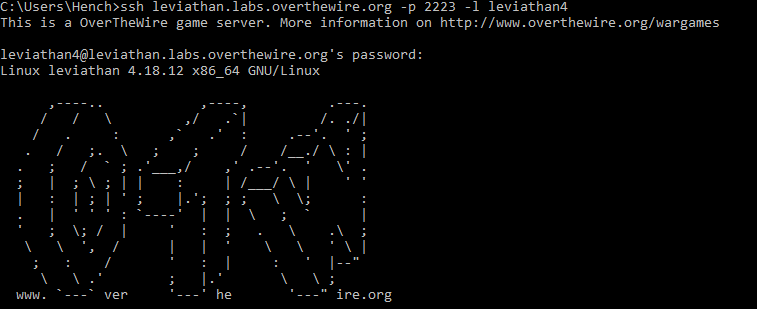 C:\Users\Hench>ssh leviathan.labs.overthewire.org -p 2223 -l leviathan4
This is a OverTheWire game server. More information on http://www.overthewire.org/wargames
leviathan4@leviathan.labs.overthewire.org's password:
Linux leviathan 4.18.12 x86_64 GNU/Linux
www. ver he ire.org